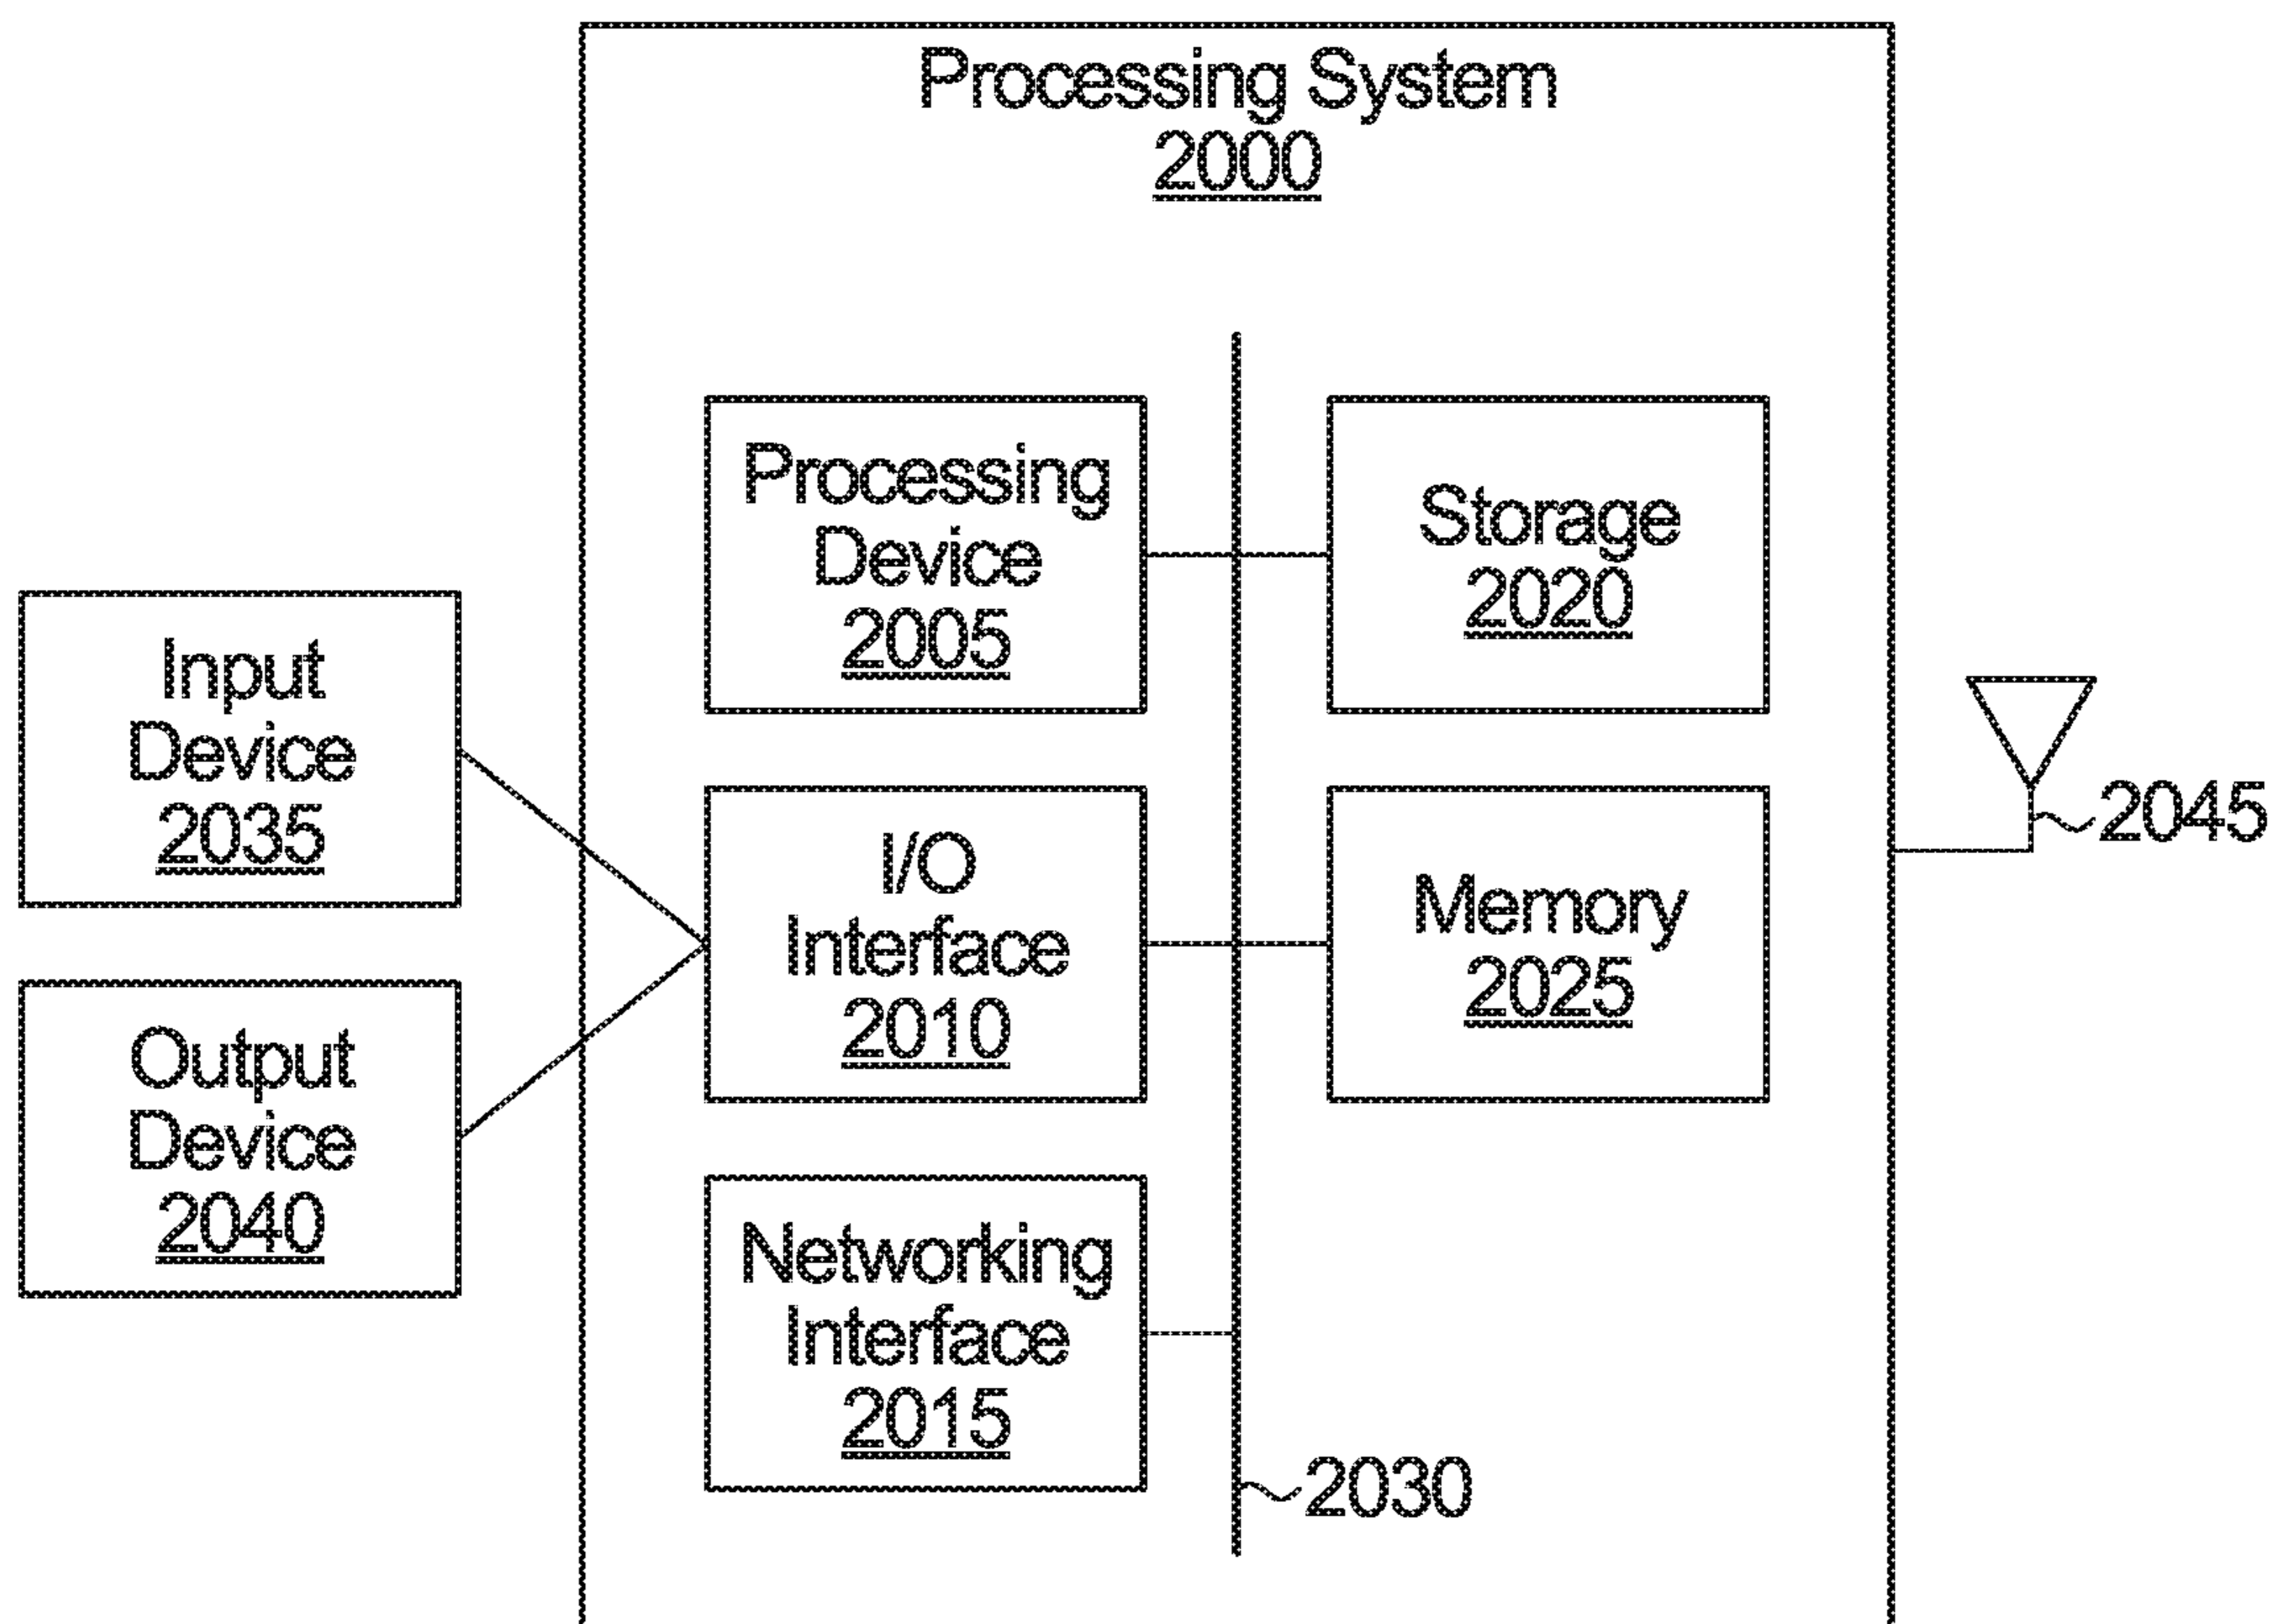 Processing System
2000
Processing
Device
2005
Storage
2020
Input
Device
2035
I/O
Interface
2010
Memory
2025
2045
Output
Device
2040
Networking
Interface
2015
2030